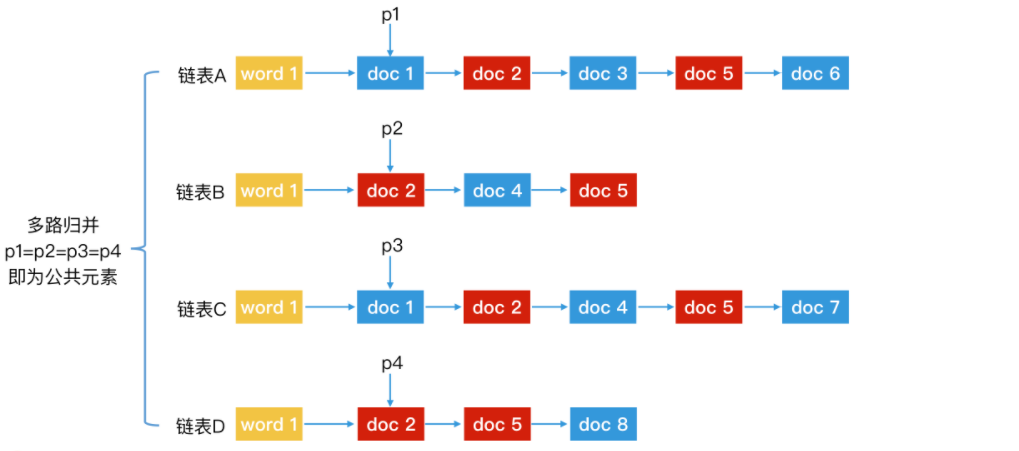 p1
链表A word 1 doc 1 doc 2 doc 3 doc 5 doc 6
p2
链表B word 1 doc 2 doc 4 doc 5
多路归并
p1=p2=p3=p4
即为公共元素
p3
链表C word 1 doc 1 doc 2 doc 4 doc 5 doc 7
p4
链表D word 1 doc 2 doc 5 doc 8